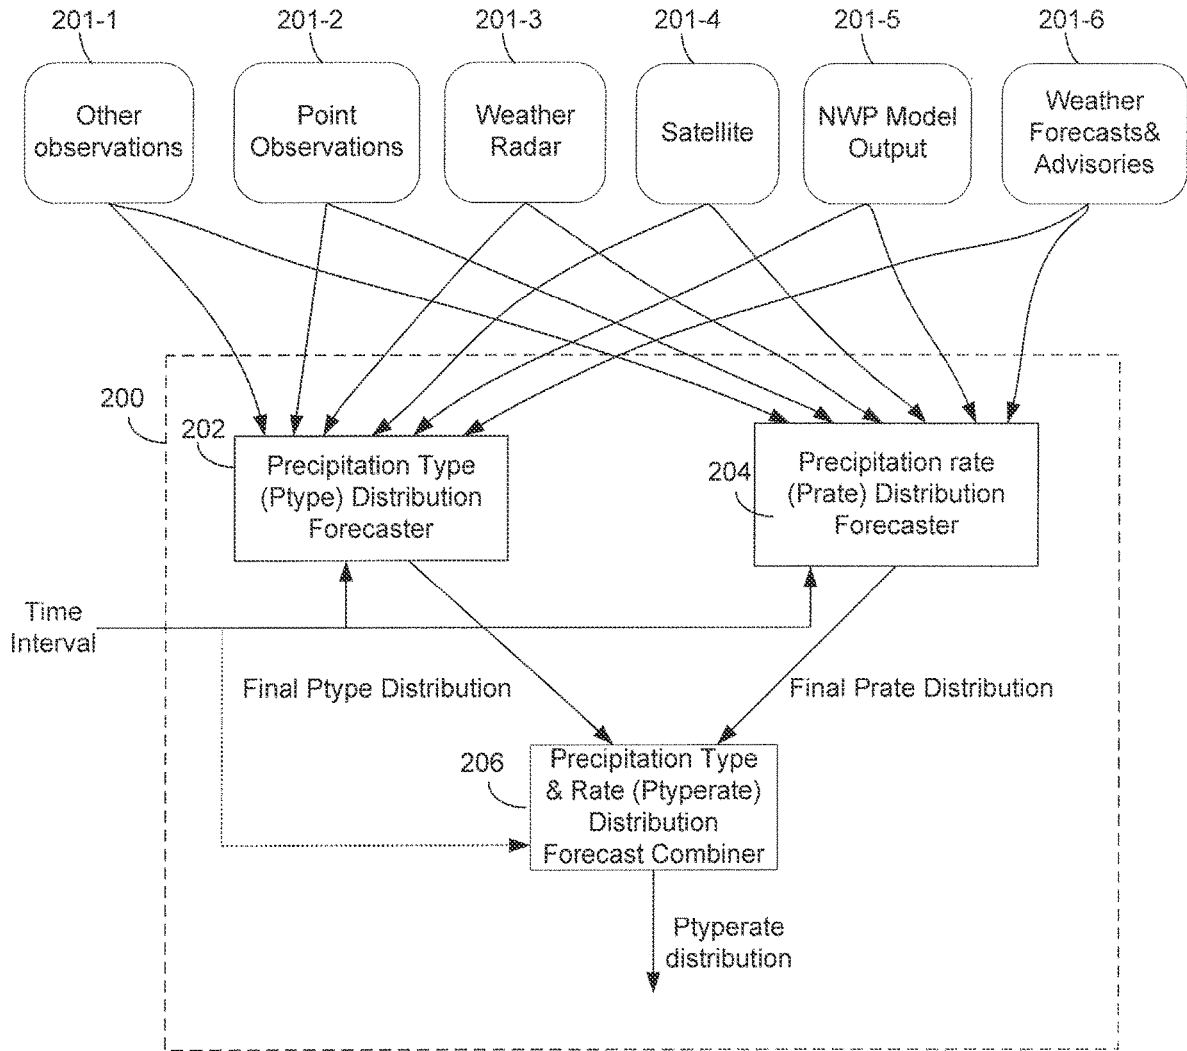 201-1
201-2
201-3
201-4
201-5
201-6
Other
observations
Point
Observations
Weather
Radar
Satellite
NWP Model
Output
Weather
Forecasts&
Advisories
200
202
Precipitation Type
(Ptype) Distribution
Forecaster
204
Precipitation rate
(Prate) Distribution
Forecaster
Time
Interval
Final Ptype Distribution
Final Prate Distribution
206
Precipitation Type
& Rate (Ptyperate)
Distribution
Forecast Combiner
Ptyperate
distribution